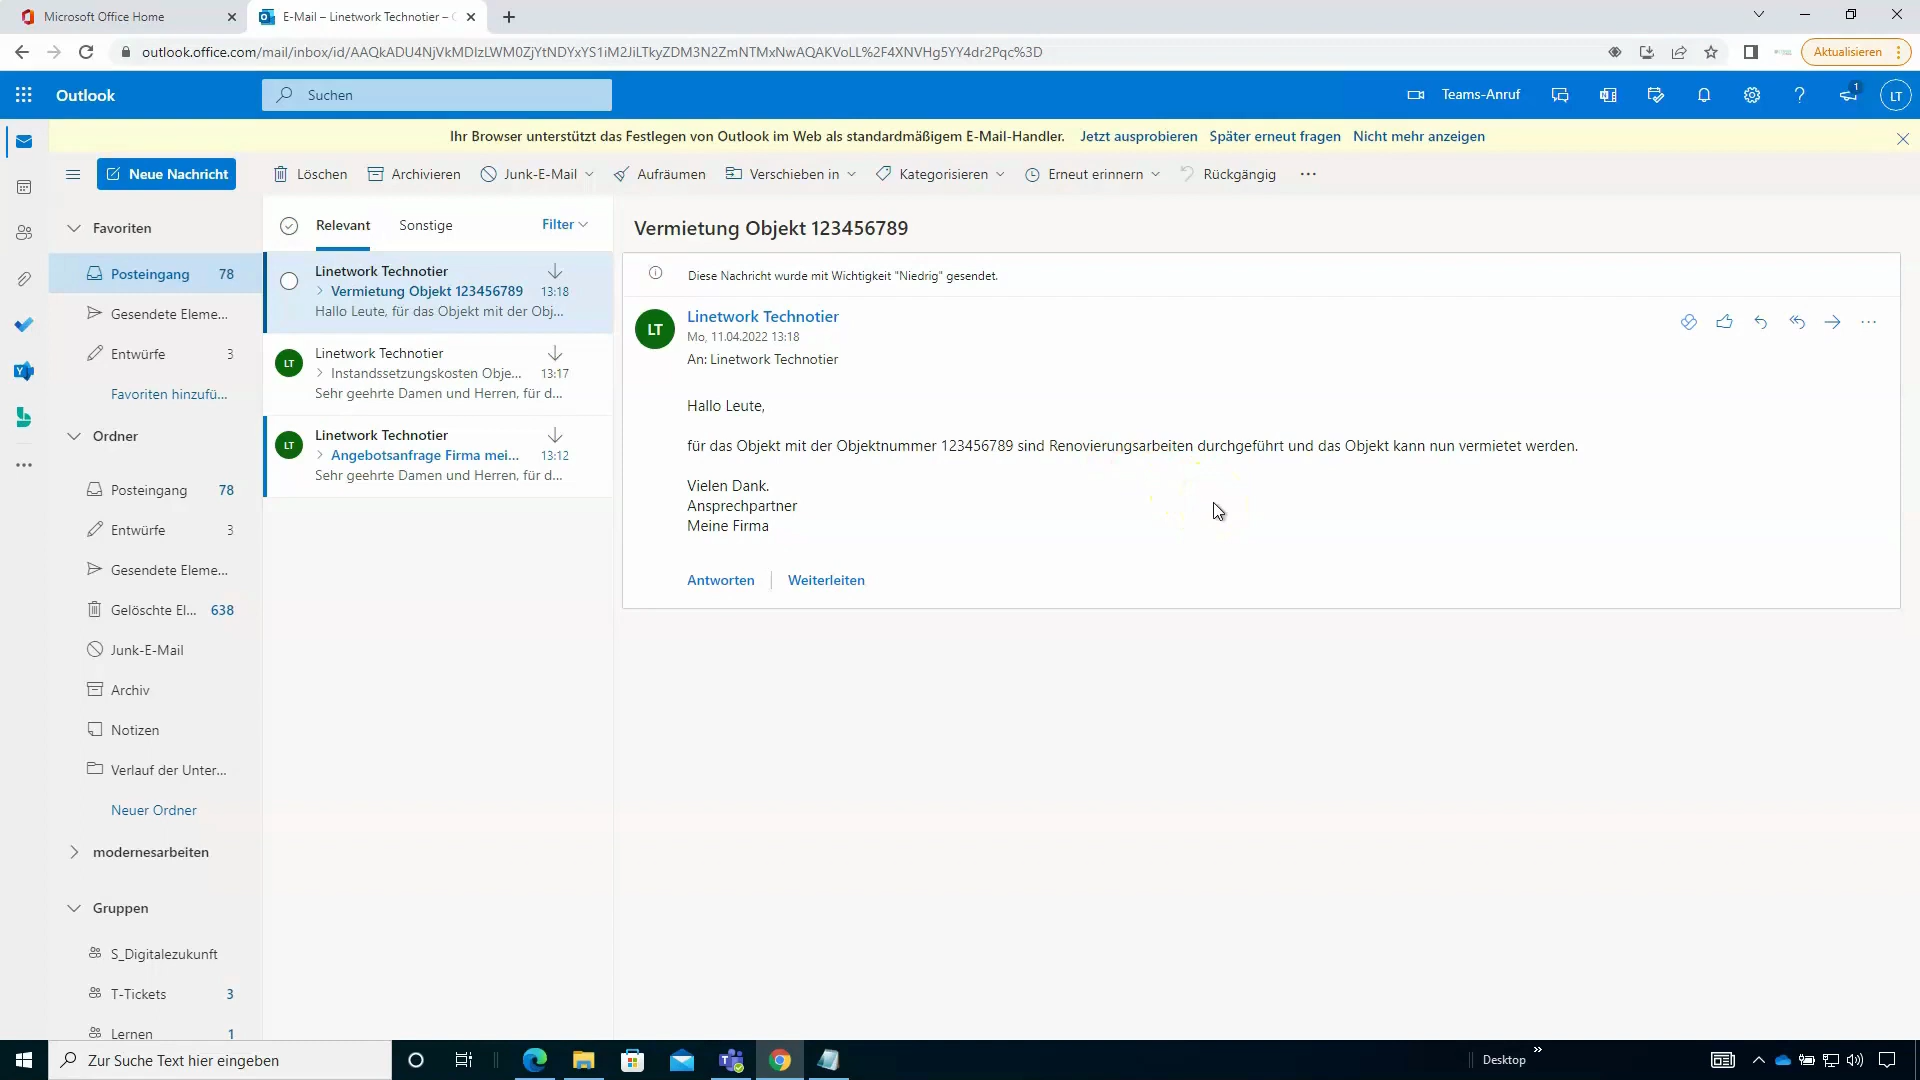 Microsoft Office Home
E-Mail – Linetwork Technotier –
outlook.office.com/mail/inbox/id/AAQkADU4NjVkMDIzLWM0ZjYtNDYxYS1iM2JiLTkyZDM3N2ZmNTMxNwAQAKVoLL%2F4XNVHg5YY4dr2Pqc%3D
Aktualisieren
Outlook
Suchen
Teams-Anruf
1
LT
Ihr Browser unterstützt das Festlegen von Outlook im Web als standardmäßigem E-Mail-Handler. Jetzt ausprobieren Später erneut fragen Nicht mehr anzeigen
Neue Nachricht
Löschen
Archivieren
Junk-E-Mail
Aufräumen
Verschieben in
Kategorisieren
Erneut erinnern
Rückgängig
Favoriten
Posteingang 78
Gesendete Eleme...
Entwürfe 3
Favoriten hinzufü...
Ordner
Posteingang 78
Entwürfe 3
Gesendete Eleme...
Gelöschte El... 638
Junk-E-Mail
Archiv
Notizen
Verlauf der Unter...
Neuer Ordner
modernesarbeiten
Gruppen
S_Digitalezukunft
T-Tickets 3
Lernen 1
Relevant
Sonstige
Filter
Linetwork Technotier
Vermietung Objekt 123456789 13:18
Hallo Leute, für das Objekt mit der Obj...
LT
Linetwork Technotier
Instandssetzungskosten Obje... 13:17
Sehr geehrte Damen und Herren, für d...
LT
Linetwork Technotier
Angebotsanfrage Firma mei... 13:12
Sehr geehrte Damen und Herren, für d...
Vermietung Objekt 123456789
Diese Nachricht wurde mit Wichtigkeit "Niedrig" gesendet.
LT
Linetwork Technotier
Mo, 11.04.2022 13:18
An: Linetwork Technotier
Hallo Leute,
für das Objekt mit der Objektnummer 123456789 sind Renovierungsarbeiten durchgeführt und das Objekt kann nun vermietet werden.
Vielen Dank.
Ansprechpartner
Meine Firma
Antworten
Weiterleiten
Zur Suche Text hier eingeben
Desktop